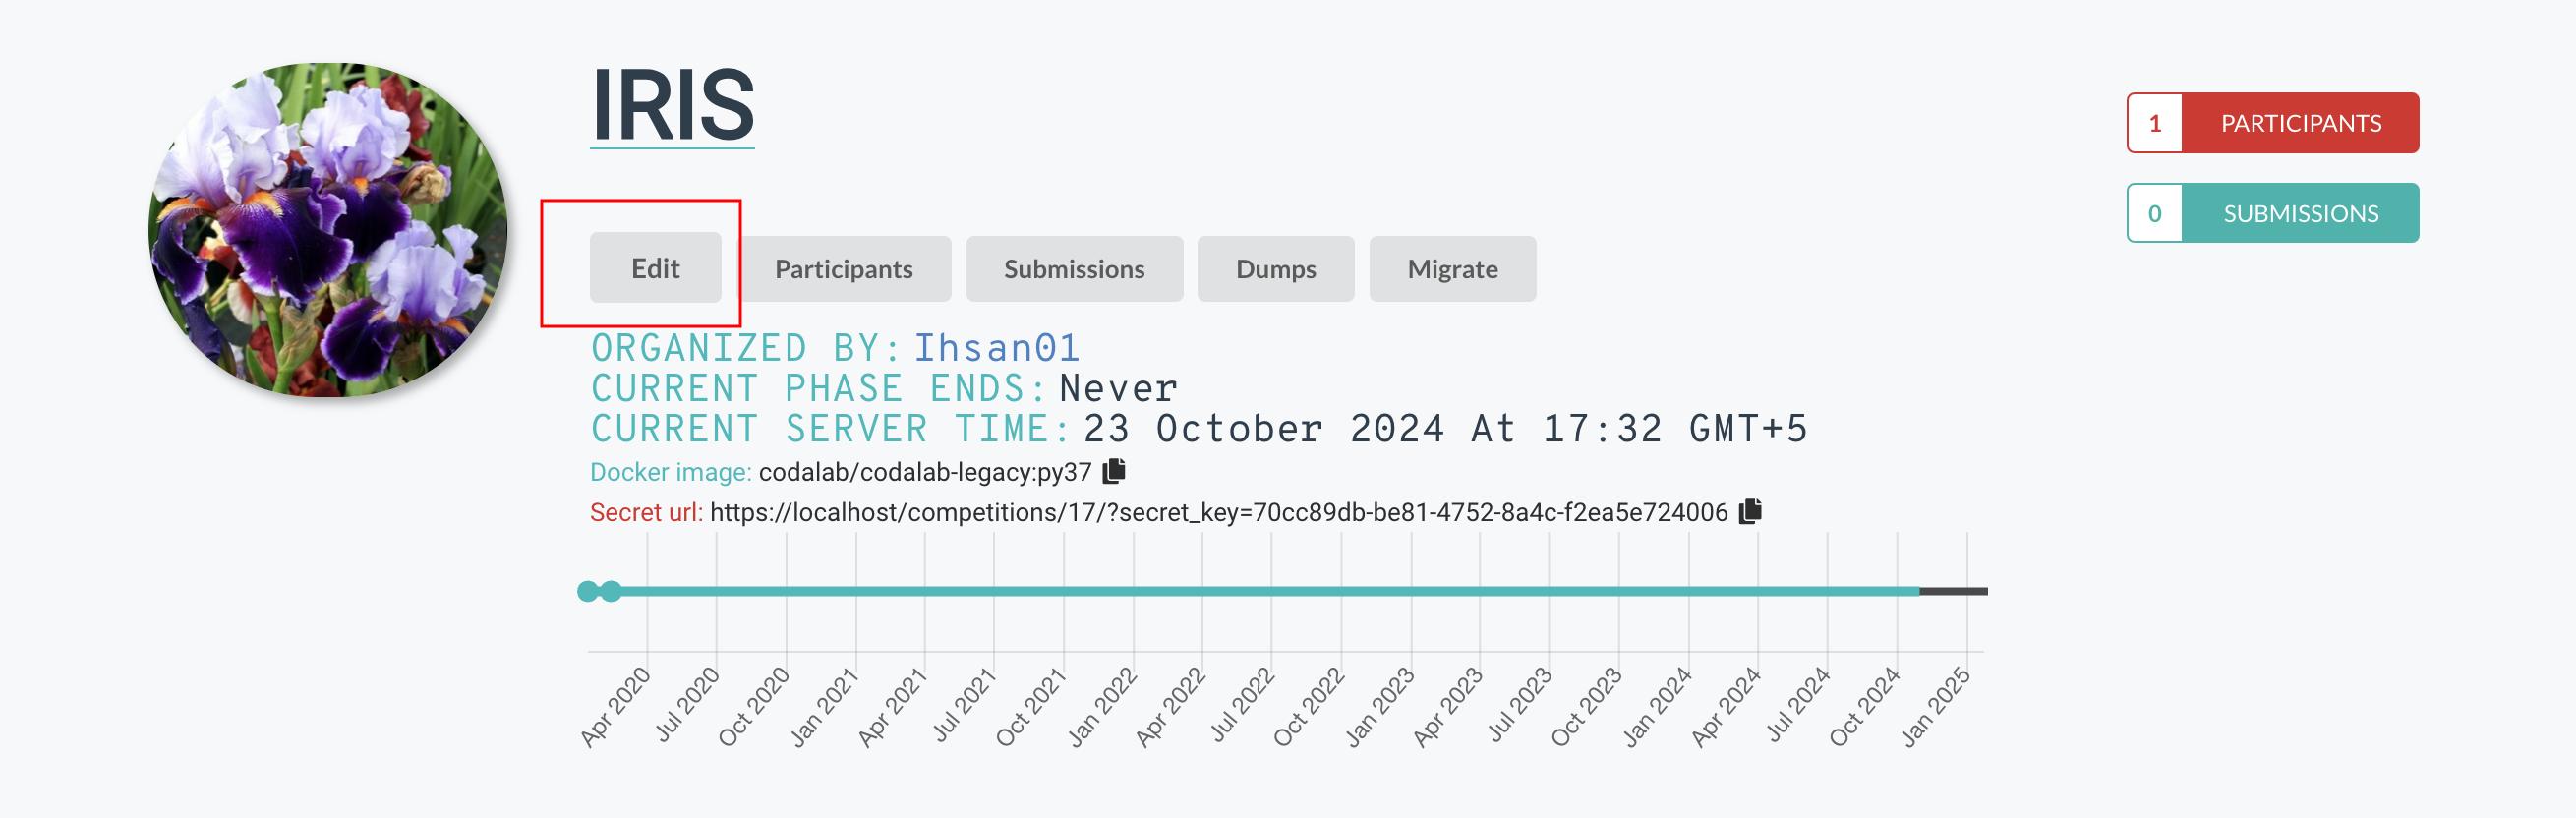 IRIS
1 PARTICIPANTS
0 SUBMISSIONS
Edit Participants Submissions Dumps Migrate
ORGANIZED BY: Ihsan01
CURRENT PHASE ENDS: Never
CURRENT SERVER TIME: 23 October 2024 At 17:32 GMT+5
Docker image: codalab/codalab-legacy:py37
Secret url: https://localhost/competitions/17/?secret_key=70cc89db-be81-4752-8a4c-f2ea5e724006
Apr 2020 Jul 2020 Oct 2020 Jan 2021 Apr 2021 Jul 2021 Oct 2021 Jan 2022 Apr 2022 Jul 2022 Oct 2022 Jan 2023 Apr 2023 Jul 2023 Oct 2023 Jan 2024 Apr 2024 Jul 2024 Oct 2024 Jan 2025